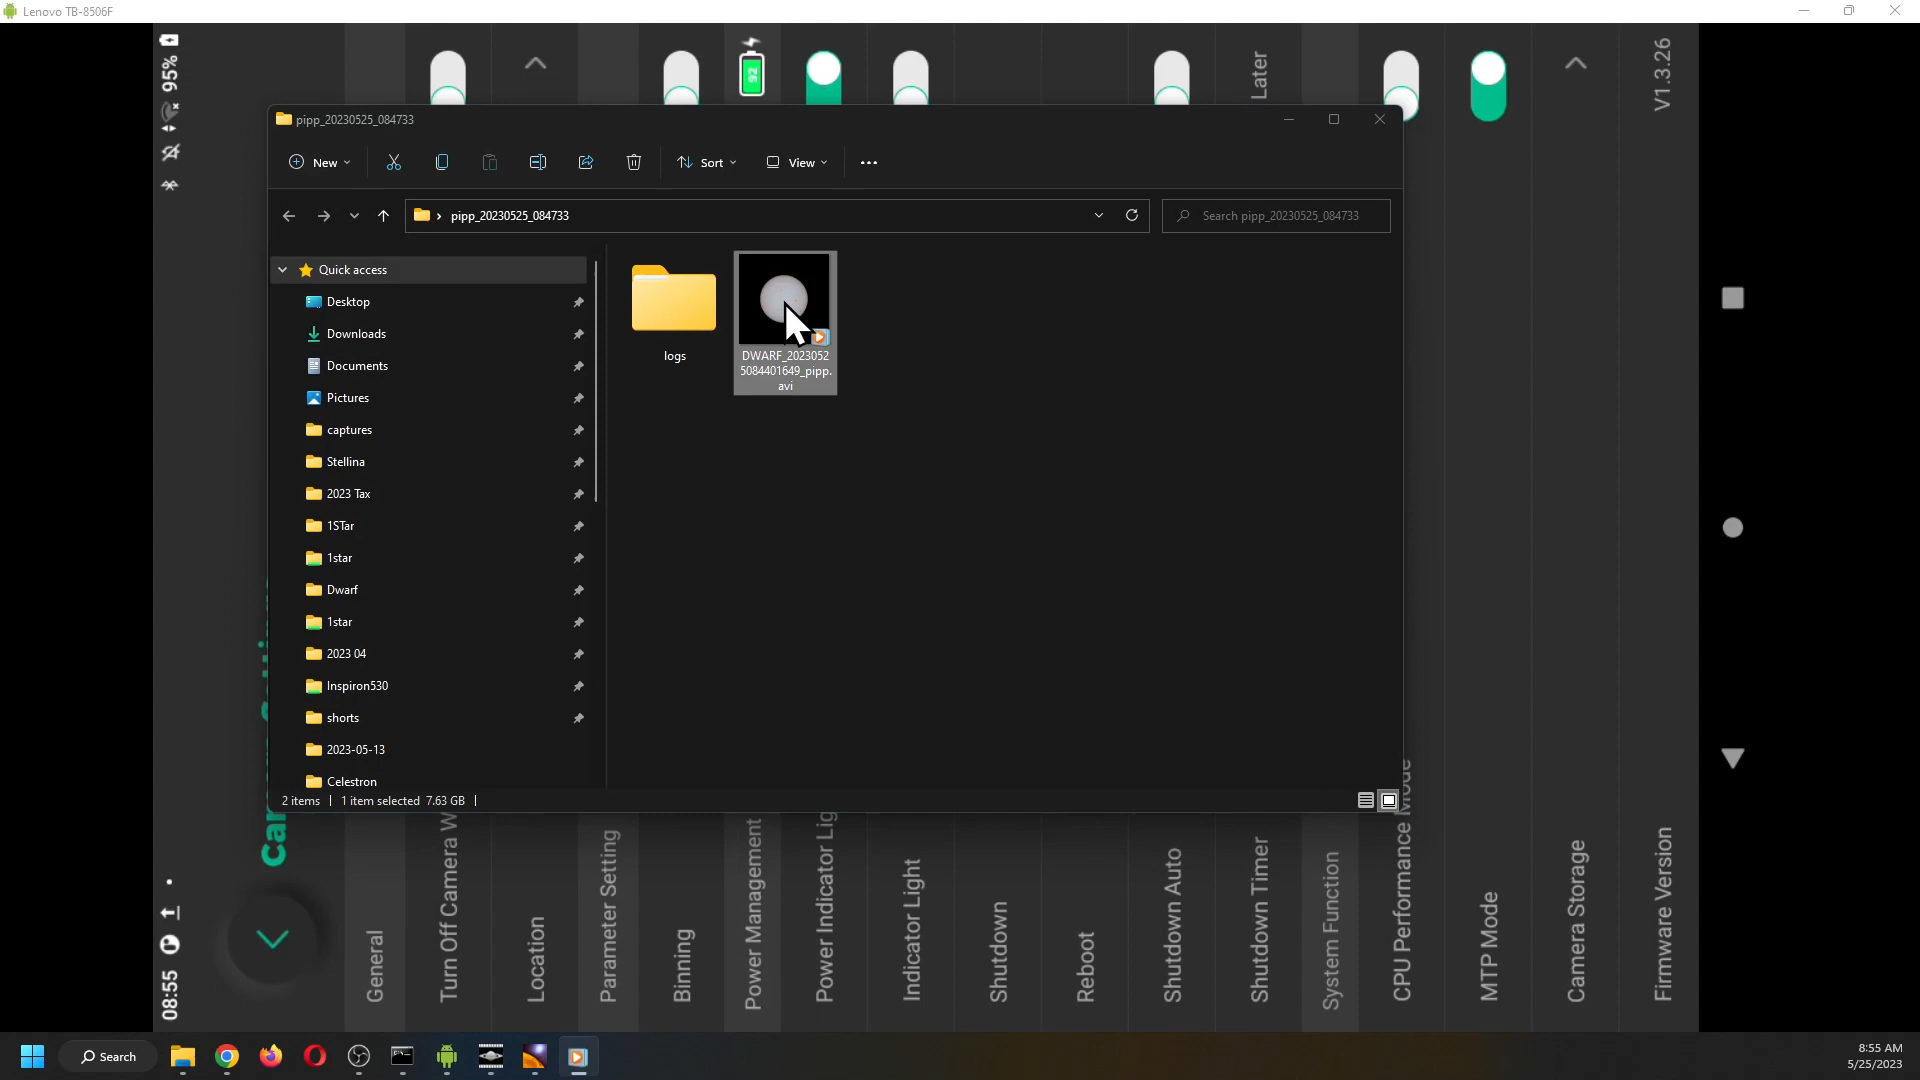 Lenovo TB-8506F
95%
92
Later
V1.3.26
pipp_20230525_084733
New
Sort
View
pipp_20230525_084733
Search pipp_20230525_084733
Quick access
Desktop
Downloads
Documents
Pictures
captures
Stellina
2023 Tax
1STar
1star
Dwarf
1star
2023 04
Inspiron530
shorts
2023-05-13
Celestron
logs
DWARF_2023052
5084401649_pipp.
avi
2 items
1 item selected 7.63 GB
08:55
General
Turn Off Camera W
Location
Parameter Setting
Binning
Power Management
Power Indicator Lig
Indicator Light
Shutdown
Reboot
Shutdown Auto
Shutdown Timer
System Function
CPU Performance Mode
MTP Mode
Camera Storage
Firmware Version
Search
8:55 AM
5/25/2023